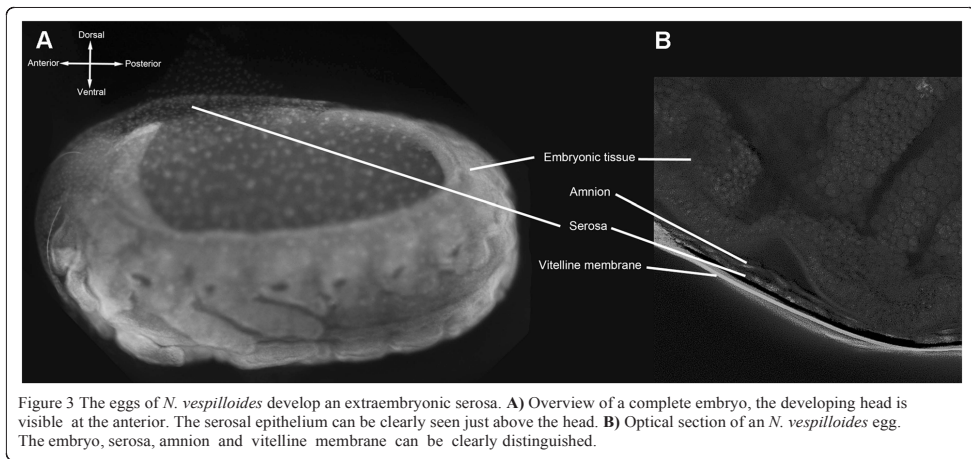 A
Dorsal
Anterior
Posterior
Ventral
B
Embryonic tissue
Amnion
Serosa
Vitelline membrane
Figure 3 The eggs of N. vespilloides develop an extraembryonic serosa. A) Overview of a complete embryo, the developing head is
visible at the anterior. The serosal epithelium can be clearly seen just above the head. B) Optical section of an N. vespilloides egg.
The embryo, serosa, amnion and vitelline membrane can be clearly distinguished.